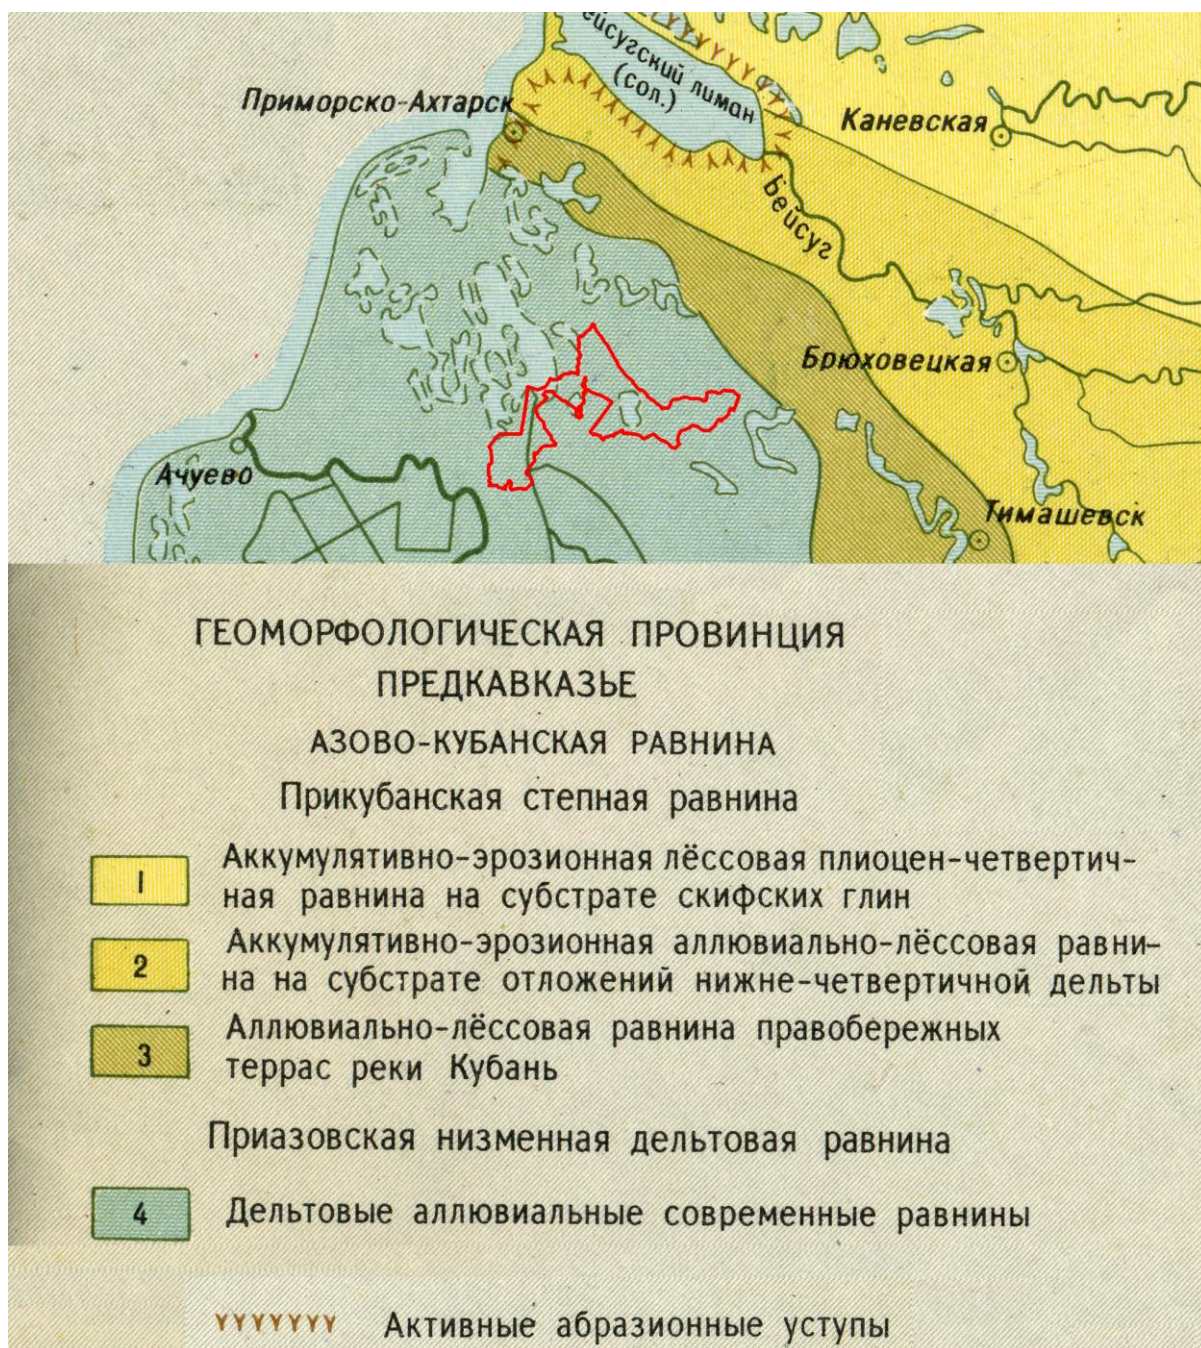 ейсугский лиман
(сол.)
Приморско-Ахтарск
Каневская
Бейсуг
Брюховецкая
Ачуево
Тимашевск
ГЕОМОРФОЛОГИЧЕСКАЯ ПРОВИНЦИЯ
ПРЕДКАВКАЗЬЕ
АЗОВО-КУБАНСКАЯ РАВНИНА
Прикубанская степная равнина
1 Аккумулятивно-эрозионная лёссовая плиоцен-четвертич-
ная равнина на субстрате скифских глин
2 Аккумулятивно-эрозионная аллювиально-лёссовая равни-
на на субстрате отложений нижне-четвертичной дельты
3 Аллювиально-лёссовая равнина правобережных
террас реки Кубань
Приазовская низменная дельтовая равнина
4 Дельтовые аллювиальные современные равнины
Активные абразионные уступы